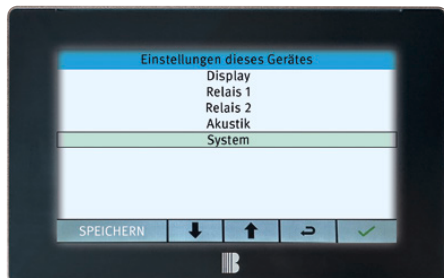 Einstellungen dieses Gerätes
Display
Relais 1
Relais 2
Akustik
System
SPEICHERN